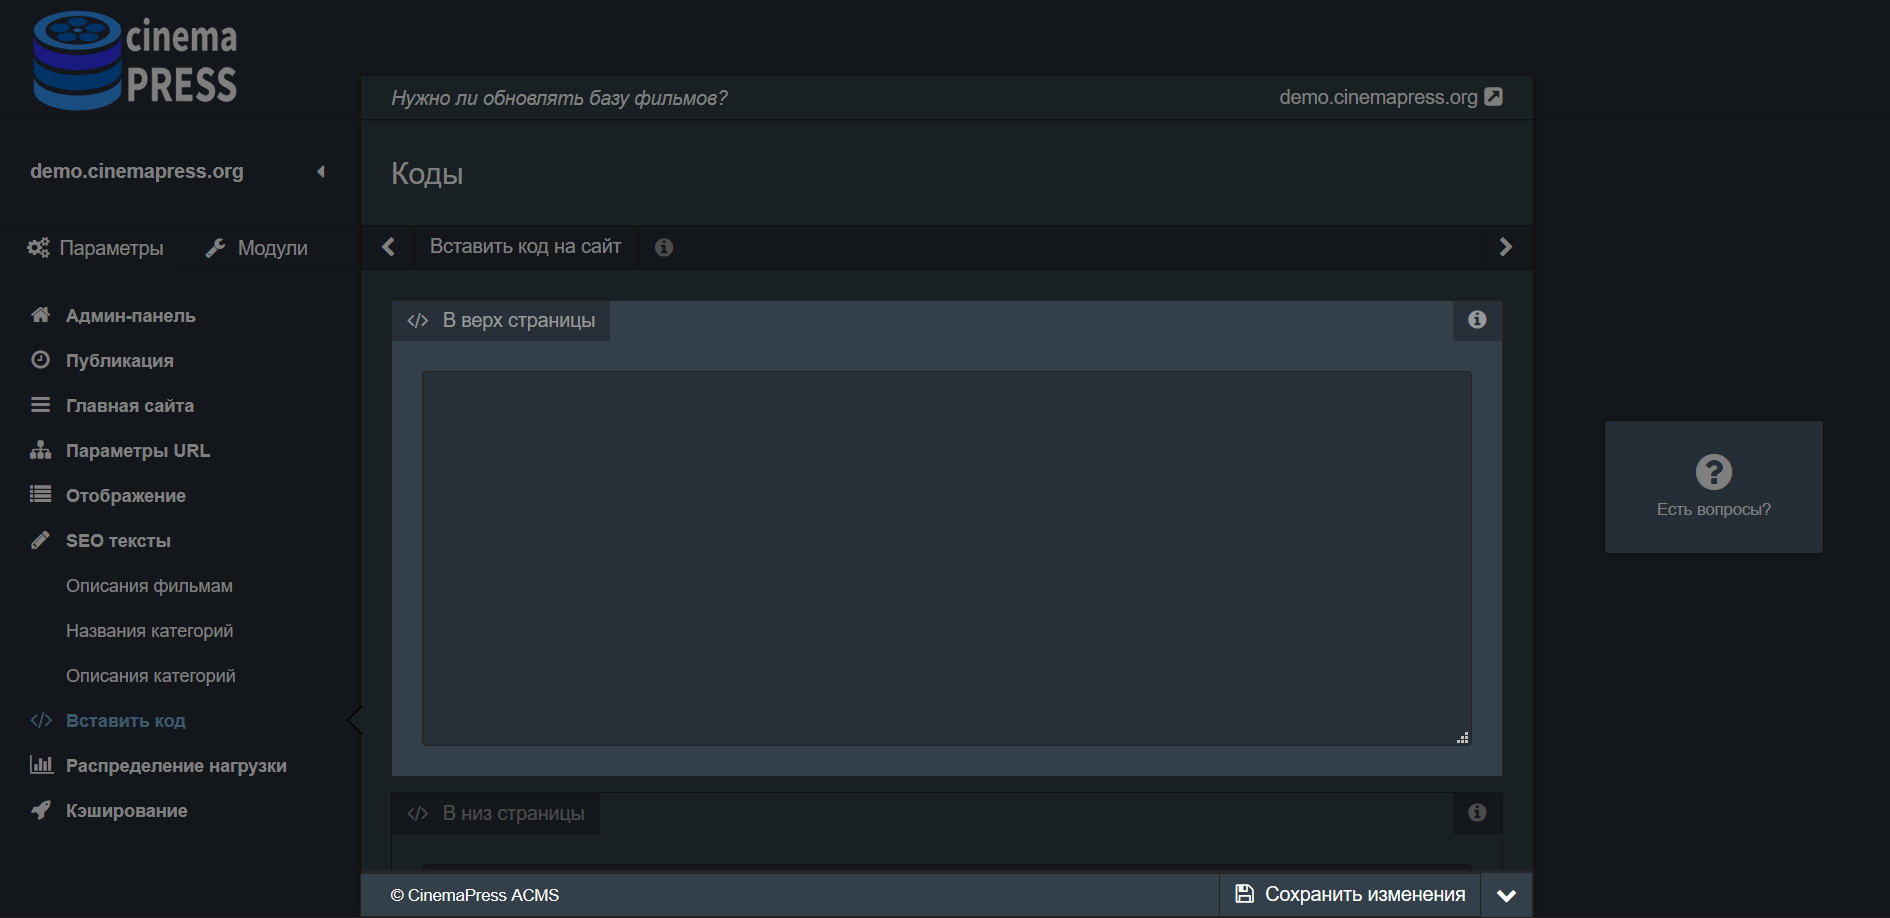 cinema
PRESS
Нужно ли обновлять базу фильмов?
demo.cinemapress.org
demo.cinemapress.org
Коды
Параметры
Модули
Вставить код на сайт
Админ-панель
Публикация
Главная сайта
Параметры URL
Отображение
SEO тексты
Описания фильмам
Названия категорий
Описания категорий
Вставить код
Распределение нагрузки
Кэширование
</> В верх страницы
</> В низ страницы
Есть вопросы?
© CinemaPress ACMS
Сохранить изменения